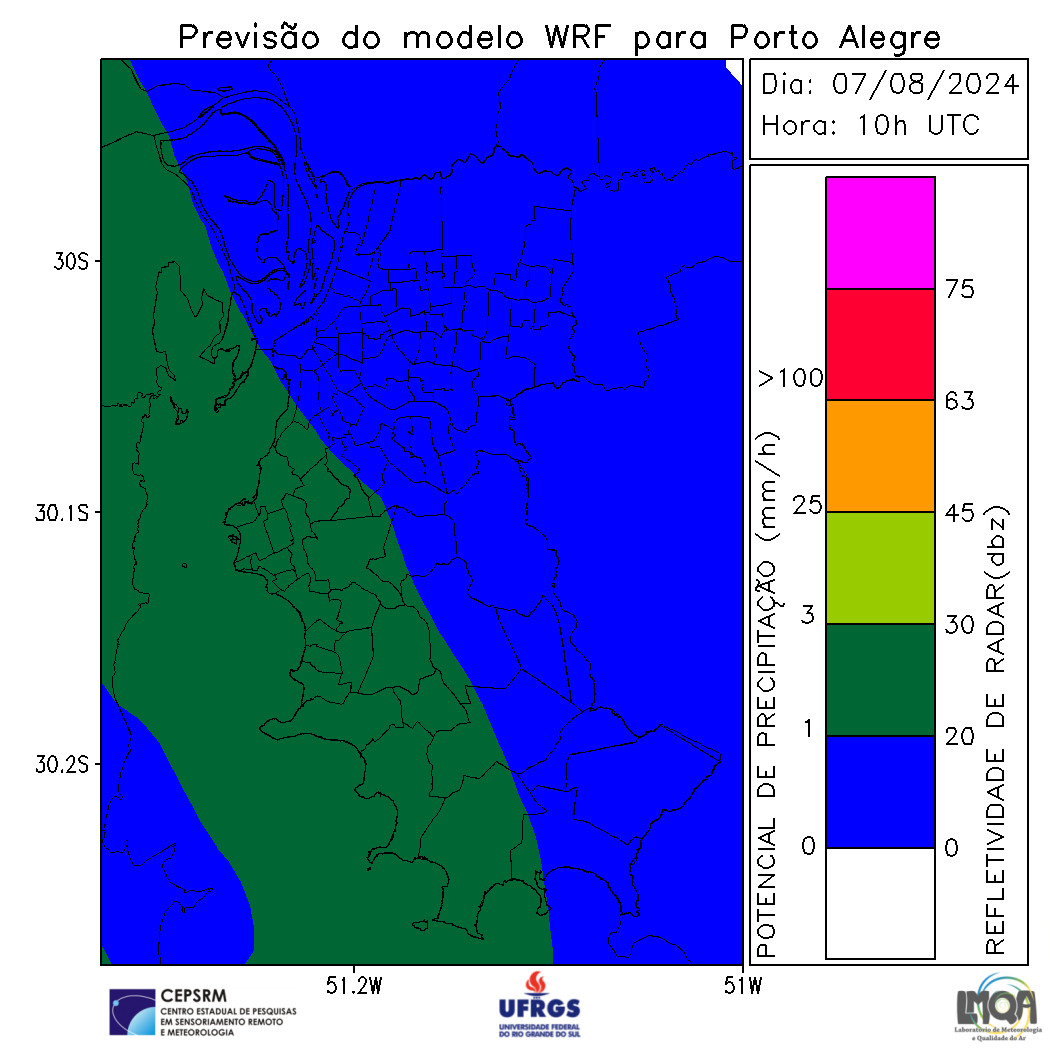 Previsão do modelo WRF para Porto Alegre
Dia: 07/08/2024
Hora: 10h UTC
30S
30.1S
30.2S
51.2W
51W
POTENCIAL DE PRECIPITAÇÃO (mm/h)
>100
25
3
1
0
75
63
45
30
20
0
REFLETIVIDADE DE RADAR(dbz)
CEPSRM
CENTRO ESTADUAL DE PESQUISAS
EM SENSORIAMENTO REMOTO
E METEOROLOGIA
UFRGS
UNIVERSIDADE FEDERAL
DO RIO GRANDE DO SUL
LMQA
Laboratório de Meteorologia
e Qualidade do Ar